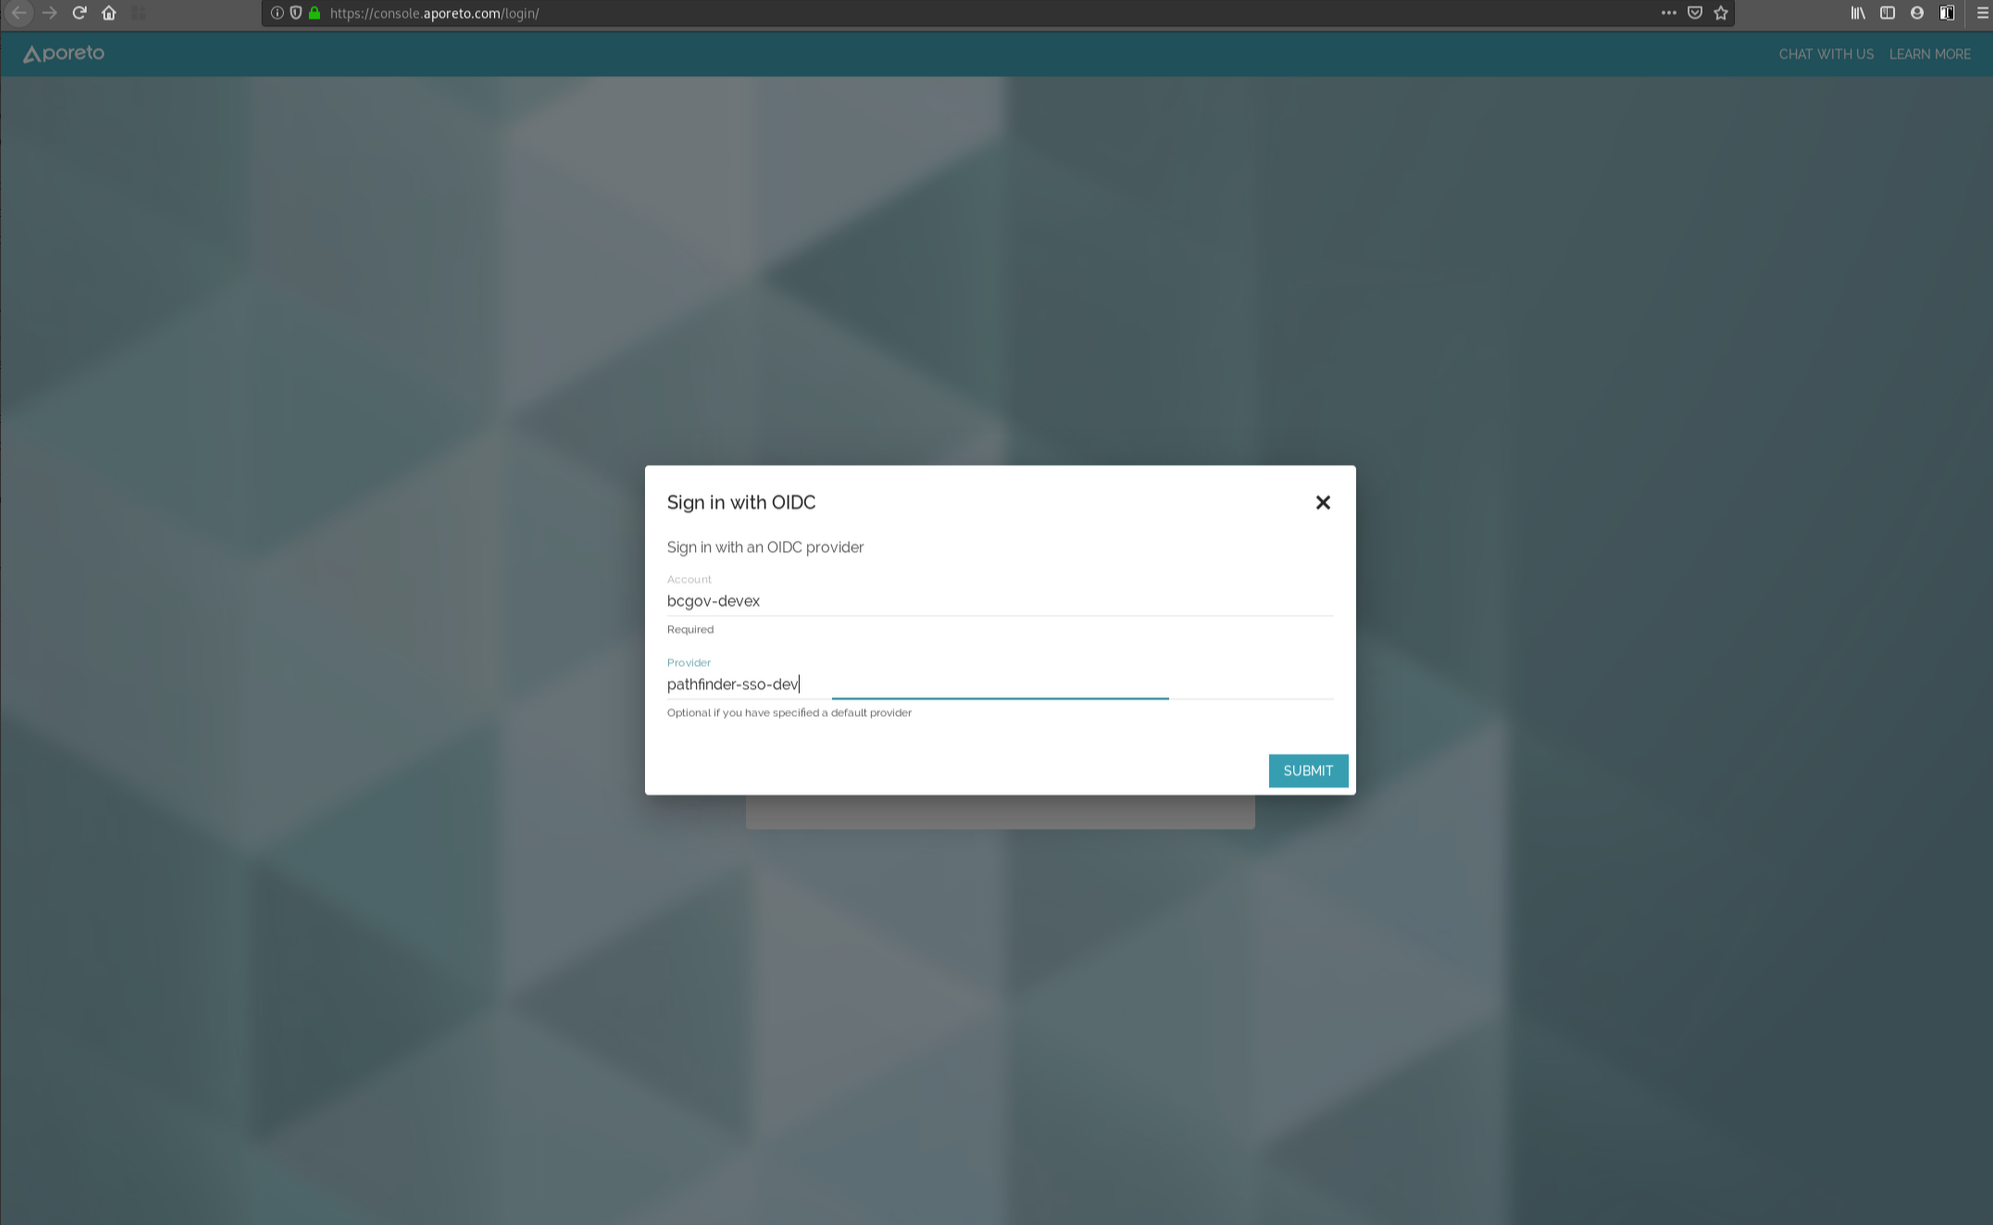 https://console.aporeto.com/login/
Aporeto
CHAT WITH US LEARN MORE
Sign in with OIDC
Sign in with an OIDC provider
Account
bcgov-devex
Required
Provider
pathfinder-sso-dev
Optional if you have specified a default provider
SUBMIT